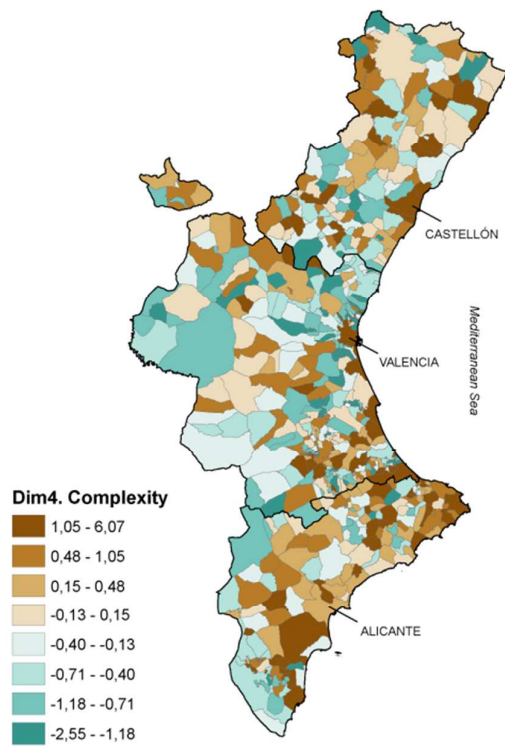 CASTELLÓN
Mediterranean Sea
VALENCIA
Dim4. Complexity
1,05 - 6,07
0,48 - 1,05
0,15 - 0,48
-0,13 - 0,15
-0,40 - -0,13
-0,71 - -0,40
-1,18 - -0,71
-2,55 - -1,18
ALICANTE